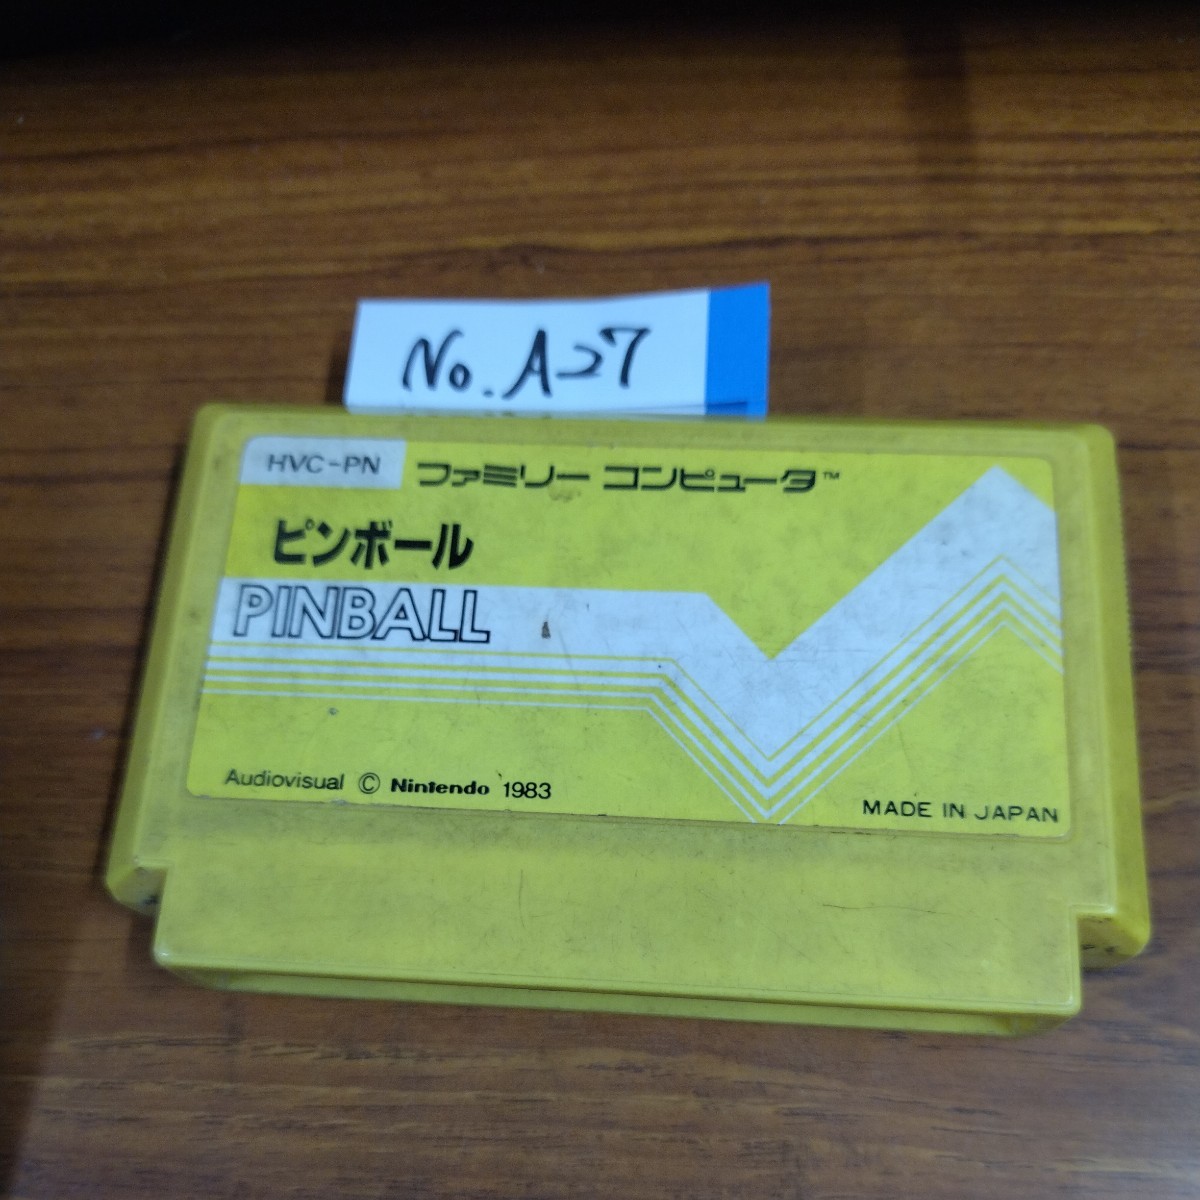 No. A27
HVC-PN
ファミリー コンピュータ™
ピンボール
PINBALL
Audiovisual © Nintendo 1983
MADE IN JAPAN